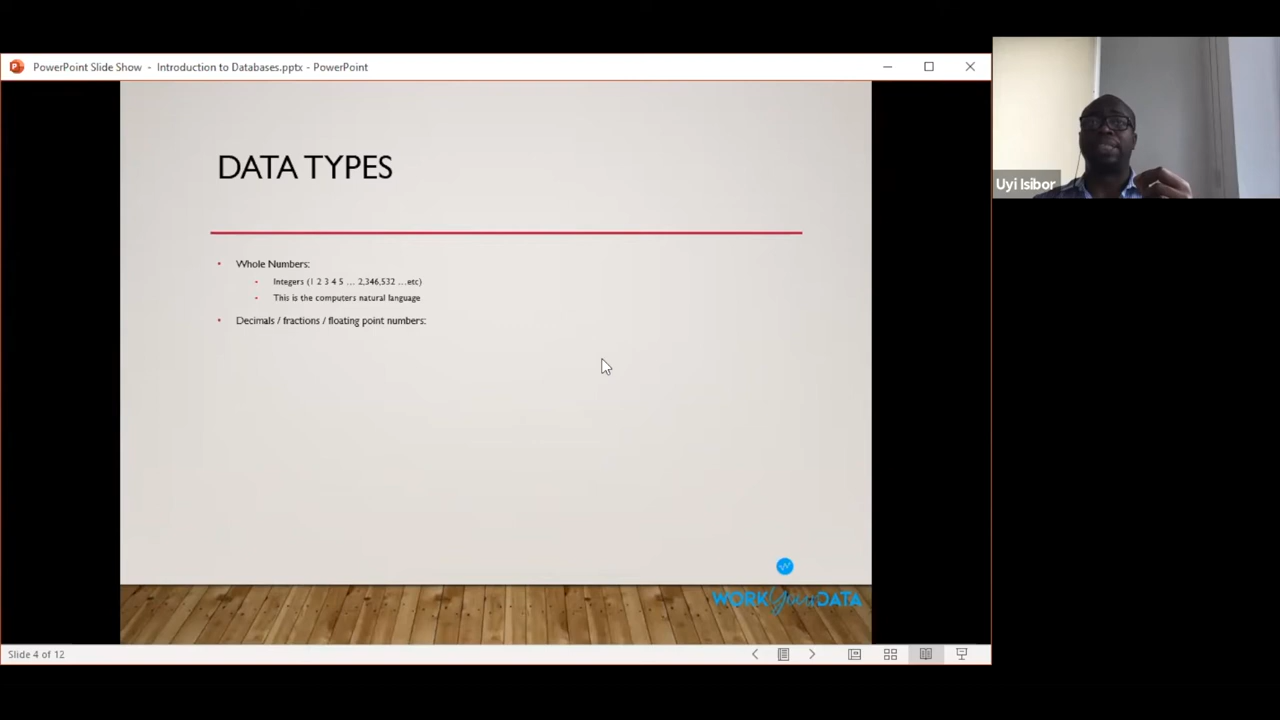 PowerPoint Slide Show - Introduction to Databases.pptx - PowerPoint
DATA TYPES
Whole Numbers:
Integers (1 2 3 4 5 … 2,346,532 …etc)
This is the computers natural language
Decimals / fractions / floating point numbers:
WORK Your DATA
Slide 4 of 12
Uyi Isibor